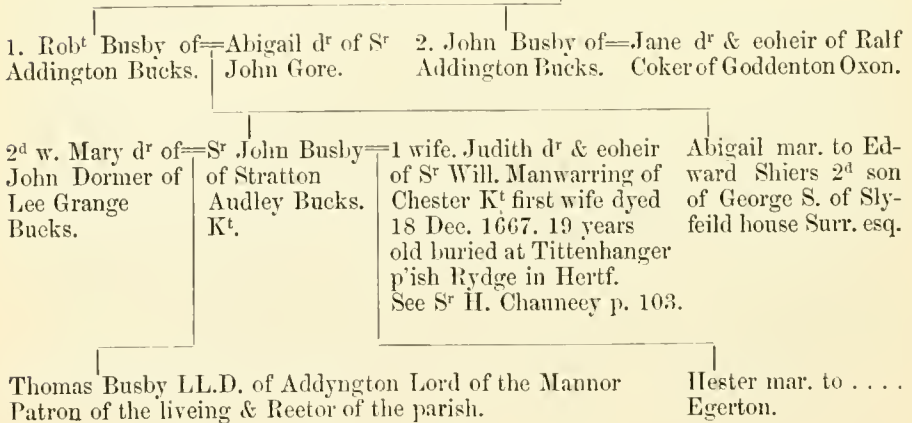 1. Robᵗ Busby of=Abigail dʳ of Sʳ 2. John Busby of=Jane dʳ & coheir of Ralf
Addington Bucks. John Gore. Addington Bucks. Coker of Goddenton Oxon.
2ᵈ w. Mary dʳ of=Sʳ John Busby=1 wife. Judith dʳ & coheir Abigail mar. to Ed-
John Dormer of of Stratton of Sʳ Will. Manwarring of ward Shiers 2ᵈ son
Lee Grange Audley Bucks. Chester Kᵗ first wife dyed of George S. of Sly-
Bucks. Kᵗ. 18 Dec. 1667. 19 years feild house Surr. esq.
old buried at Tittenhanger
p'ish Rydge in Hertf.
See Sʳ H. Chauncey p. 103.
Thomas Busby LL.D. of Addyngton Lord of the Mannor Hester mar. to ....
Patron of the liveing & Rector of the parish. Egerton.